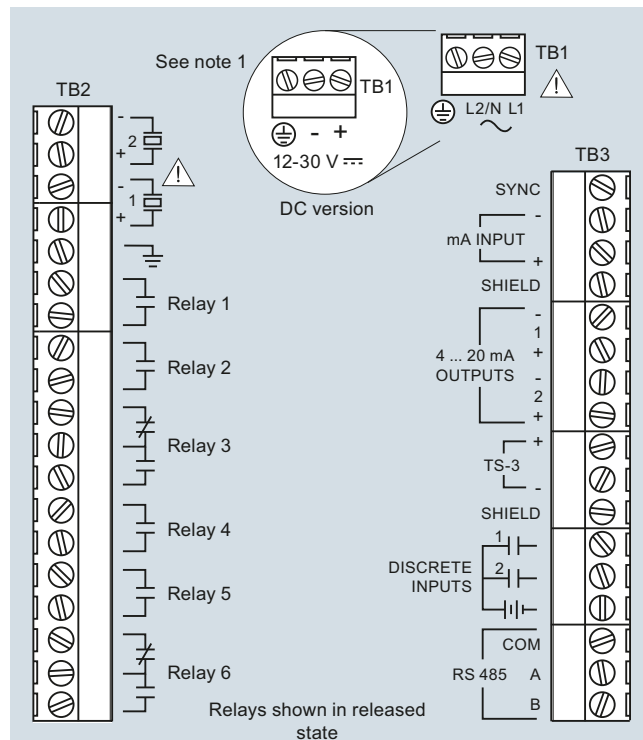 See note 1
TB1
TB1
L2/N L1
- +
12-30 V
DC version
TB2
-
2
+
-
1
+
Relay 1
Relay 2
Relay 3
Relay 4
Relay 5
Relay 6
Relays shown in released
state
TB3
SYNC
-
mA INPUT
+
SHIELD
-
1
+
4 ... 20 mA
OUTPUTS
-
2
+
+
TS-3
-
SHIELD
1
DISCRETE
INPUTS
2
COM
RS 485
A
B